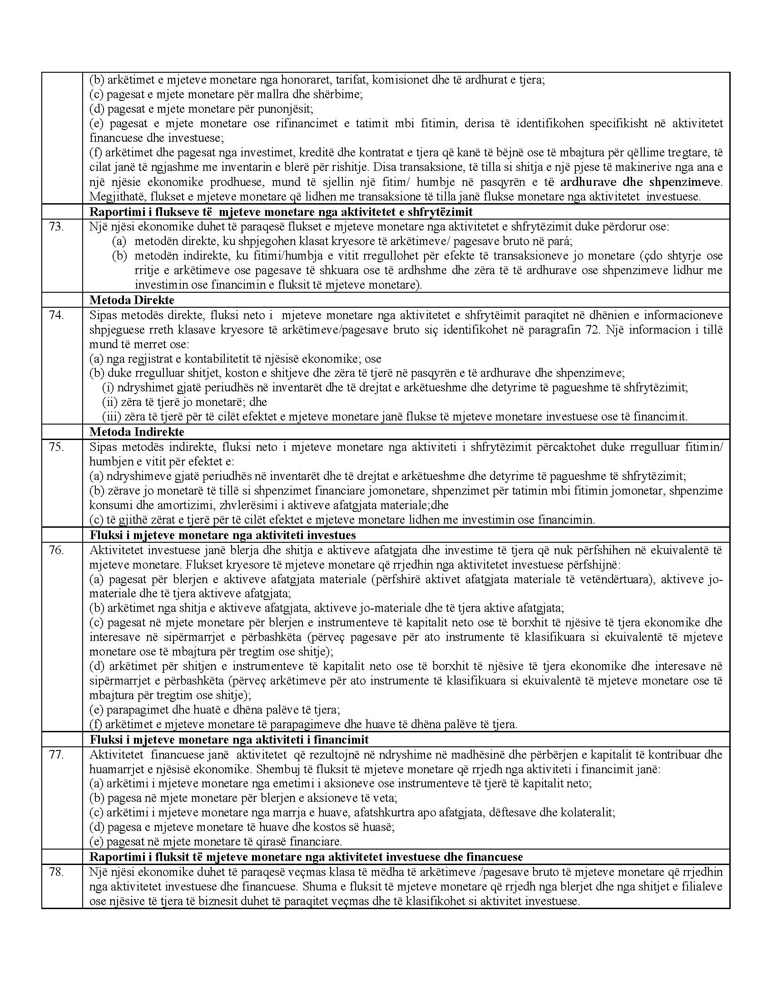 (b) arkëtimet e mjeteve monetare nga honoraret, tarifat, komisionet dhe të ardhurat e tjera;
(c) pagesat e mjete monetare për mallra dhe shërbime;
(d) pagesat e mjete monetare për punonjësit;
(e) pagesat e mjete monetare ose rifinancimet e tatimit mbi fitimin, derisa të identifikohen specifikisht në aktivitetet
financuese dhe investuese;
(f) arkëtimet dhe pagesat nga investimet, kreditë dhe kontratat e tjera që kanë të bëjnë ose të mbajtura për qëllime tregtare, të
cilat janë të ngjashme me inventarin e blerë për rishitje. Disa transaksione, të tilla si shitja e një pjese të makinerive nga ana e
një njësie ekonomike prodhuese, mund të sjellin një fitim/ humbje në pasqyrën e të ardhurave dhe shpenzimeve.
Megjithatë, flukset e mjeteve monetare që lidhen me transaksione të tilla janë flukse monetare nga aktivitetet investuese.
Raportimi i flukseve të mjeteve monetare nga aktivitetet e shfrytëzimit
73. Një njësi ekonomike duhet të paraqesë flukset e mjeteve monetare nga aktivitetet e shfrytëzimit duke përdorur ose:
(a) metodën direkte, ku shpjegohen klasat kryesore të arkëtimeve/ pagesave bruto në pará;
(b) metodën indirekte, ku fitimi/humbja e vitit rregullohet për efekte të transaksioneve jo monetare (çdo shtyrje ose
rritje e arkëtimeve ose pagesave të shkuara ose të ardhshme dhe zëra të të ardhurave ose shpenzimeve lidhur me
investimin ose financimin e fluksit të mjeteve monetare).
Metoda Direkte
74. Sipas metodës direkte, fluksi neto i mjeteve monetare nga aktivitetet e shfrytëimit paraqitet në dhënien e informacioneve
shpjeguese rreth klasave kryesore të arkëtimeve/pagesave bruto siç identifikohet në paragrafin 72. Një informacion i tillë
mund të merret ose:
(a) nga regjistrat e kontabilitetit të njësisë ekonomike; ose
(b) duke rregulluar shitjet, koston e shitjeve dhe zëra të tjerë në pasqyrën e të ardhurave dhe shpenzimeve;
(i) ndryshimet gjatë periudhës në inventarët dhe të drejtat e arkëtueshme dhe detyrime të pagueshme të shfrytëzimit;
(ii) zëra të tjerë jo monetarë; dhe
(iii) zëra të tjerë për të cilët efektet e mjeteve monetare janë flukse të mjeteve monetare investuese ose të financimit.
Metoda Indirekte
75. Sipas metodës indirekte, fluksi neto i mjeteve monetare nga aktiviteti i shfrytëzimit përcaktohet duke rregulluar fitimin/
humbjen e vitit për efektet e:
(a) ndryshimeve gjatë periudhës në inventarët dhe të drejtat e arkëtueshme dhe detyrime të pagueshme të shfrytëzimit;
(b) zërave jo monetarë të tillë si shpenzimet financiare jomonetare, shpenzimet për tatimin mbi fitimin jomonetar, shpenzime
konsumi dhe amortizimi, zhvlerësimi i aktiveve afatgjata materiale;dhe
(c) të gjithë zërat e tjerë për të cilët efektet e mjeteve monetare lidhen me investimin ose financimin.
Fluksi i mjeteve monetare nga aktiviteti investues
76. Aktivitetet investuese janë blerja dhe shitja e aktiveve afatgjata dhe investime të tjera që nuk përfshihen në ekuivalentë të
mjeteve monetare. Flukset kryesore të mjeteve monetare që rrjedhin nga aktivitetet investuese përfshijnë:
(a) pagesat për blerjen e aktiveve afatgjata materiale (përfshirë aktivet afatgjata materiale të vetëndërtuara), aktiveve jo-
materiale dhe të tjera aktiveve afatgjata;
(b) arkëtimet nga shitja e aktiveve afatgjata, aktiveve jo-materiale dhe të tjera aktive afatgjata;
(c) pagesat në mjete monetare për blerjen e instrumenteve të kapitalit neto ose të borxhit të njësive të tjera ekonomike dhe
interesave në sipërmarrjet e përbashkëta (përveç pagesave për ato instrumente të klasifikuara si ekuivalentë të mjeteve
monetare ose të mbajtura për tregtim ose shitje);
(d) arkëtimet për shitjen e instrumenteve të kapitalit neto ose të borxhit të njësive të tjera ekonomike dhe interesave në
sipërmarrjet e përbashkëta (përveç arkëtimeve për ato instrumente të klasifikuara si ekuivalentë të mjeteve monetare ose të
mbajtura për tregtim ose shitje);
(e) parapagimet dhe huatë e dhëna palëve të tjera;
(f) arkëtimet e mjeteve monetare të parapagimeve dhe huave të dhëna palëve të tjera.
Fluksi i mjeteve monetare nga aktiviteti i financimit
77. Aktivitetet financuese janë aktivitetet që rezultojnë në ndryshime në madhësinë dhe përbërjen e kapitalit të kontribuar dhe
huamarrjet e njësisë ekonomike. Shembuj të fluksit të mjeteve monetare që rrjedh nga aktiviteti i financimit janë:
(a) arkëtimi i mjeteve monetare nga emetimi i aksioneve ose instrumenteve të tjerë të kapitalit neto;
(b) pagesa në mjete monetare për blerjen e aksioneve të veta;
(c) arkëtimi i mjeteve monetare nga marrja e huave, afatshkurtra apo afatgjata, dëftesave dhe kolateralit;
(d) pagesa e mjeteve monetare të huave dhe kostos së huasë;
(e) pagesat në mjete monetare të qirasë financiare.
Raportimi i fluksit të mjeteve monetare nga aktivitetet investuese dhe financuese
78. Një njësi ekonomike duhet të paraqesë veçmas klasa të mëdha të arkëtimeve /pagesave bruto të mjeteve monetare që rrjedhin
nga aktivitetet investuese dhe financuese. Shuma e fluksit të mjeteve monetare që rrjedh nga blerjet dhe nga shitjet e filialeve
ose njësive të tjera të biznesit duhet të paraqitet veçmas dhe të klasifikohet si aktivitet investuese.